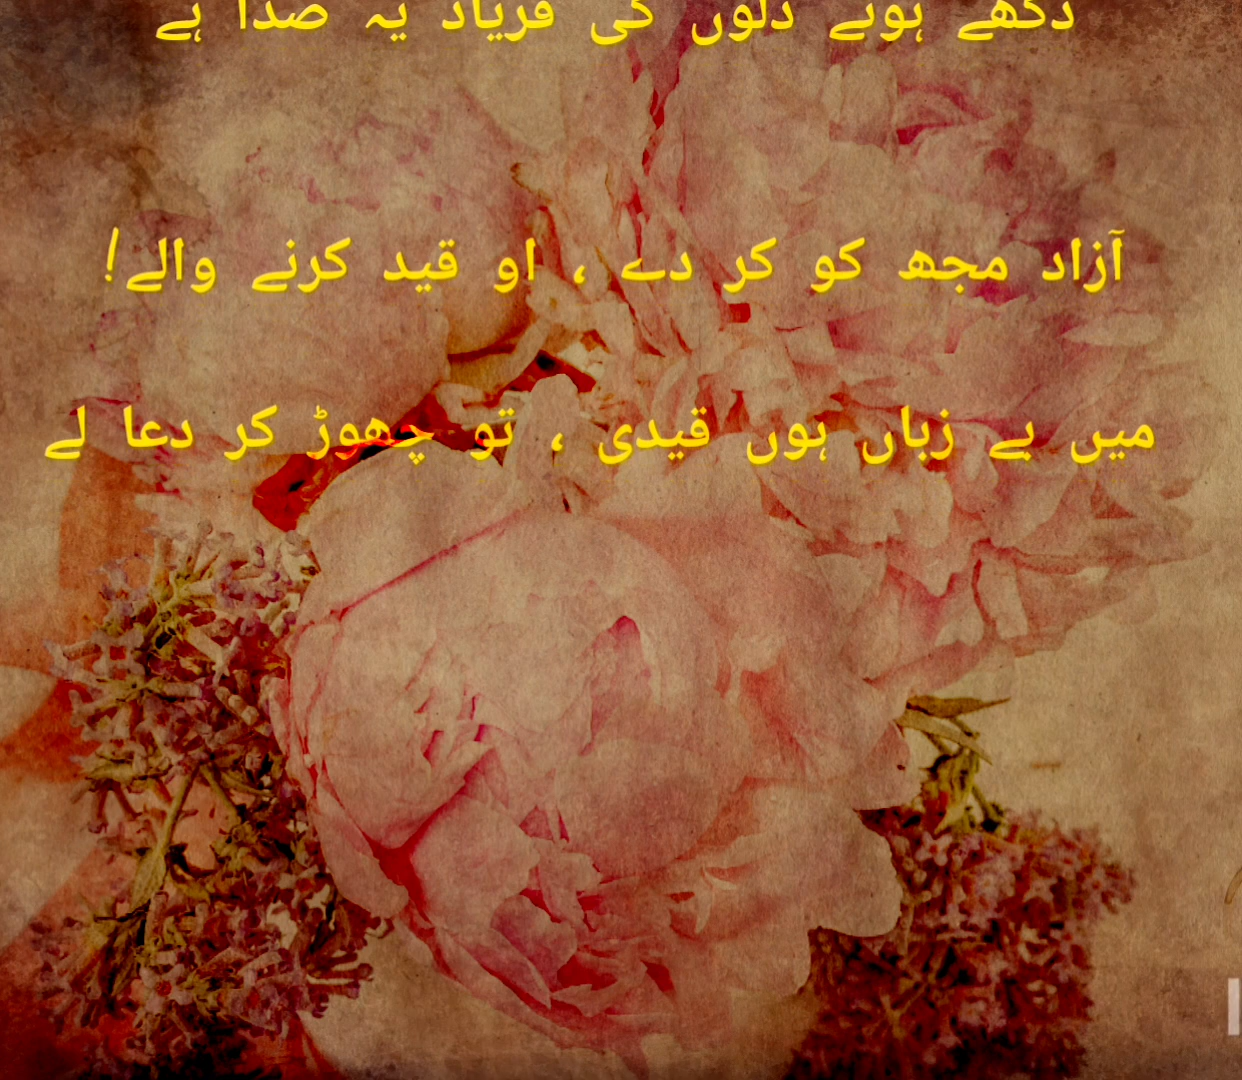 دکھے ہوئے دلوں کی فریاد یہ صدا ہے
آزاد مجھ کو کر دے ، او قید کرنے والے!
میں بے زباں ہوں قیدی ، تو چھوڑ کر دعا لے